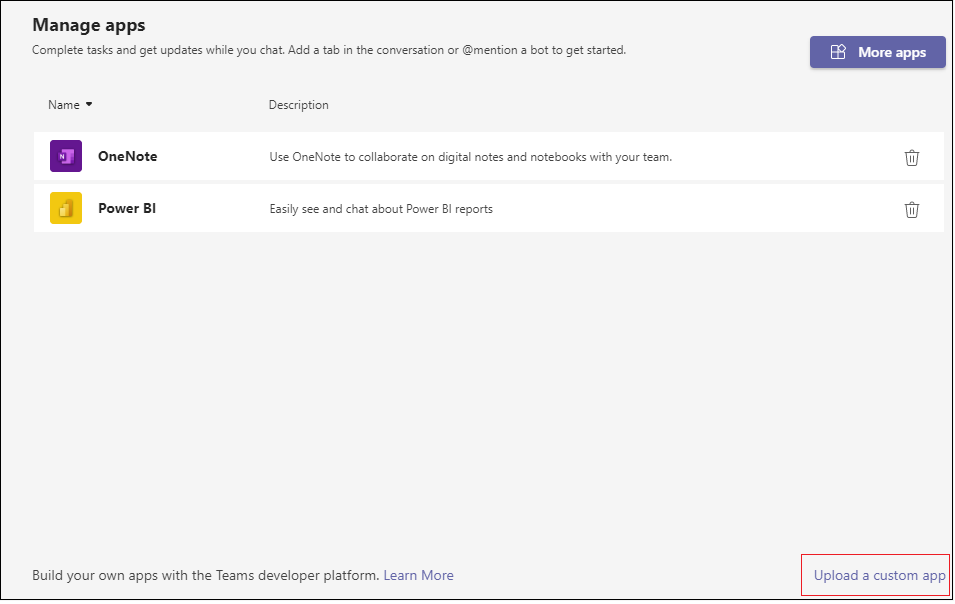 Manage apps
Complete tasks and get updates while you chat. Add a tab in the conversation or @mention a bot to get started.
More apps
Name Description
N OneNote Use OneNote to collaborate on digital notes and notebooks with your team.
Power BI Easily see and chat about Power BI reports
Build your own apps with the Teams developer platform. Learn More Upload a custom app